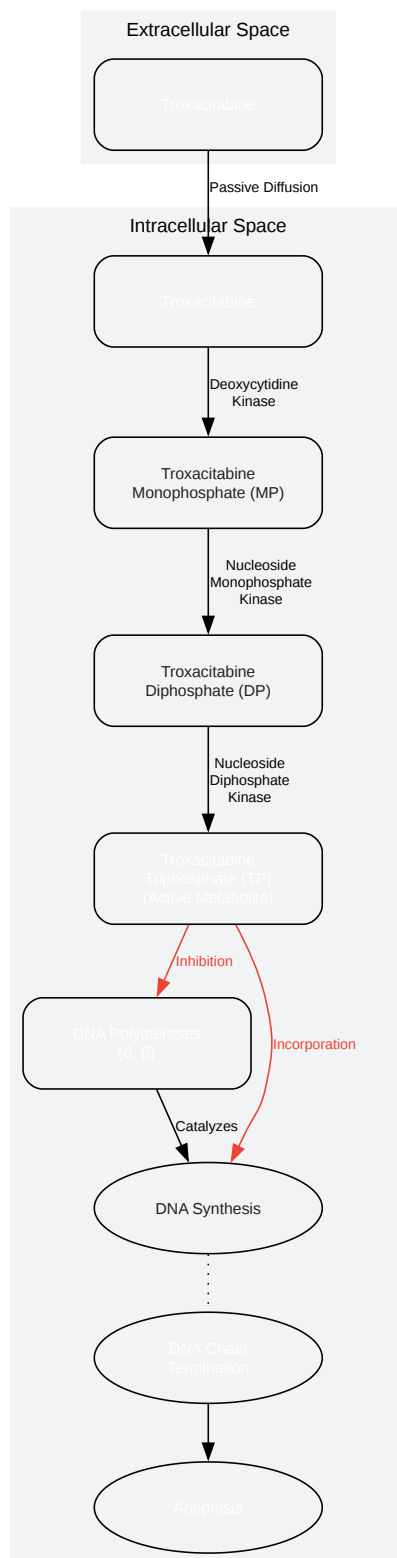 Extracellular Space
Troxacitabine
Passive Diffusion
Intracellular Space
Troxacitabine
Deoxycytidine
Kinase
Troxacitabine
Monophosphate (MP)
Nucleoside
Monophosphate
Kinase
Troxacitabine
Diphosphate (DP)
Nucleoside
Diphosphate
Kinase
Troxacitabine
Triphosphate (TP)
(Active Metabolite)
Inhibition
DNA Polymerases
(α, β)
Incorporation
Catalyzes
DNA Synthesis
DNA Chain
Termination
Apoptosis